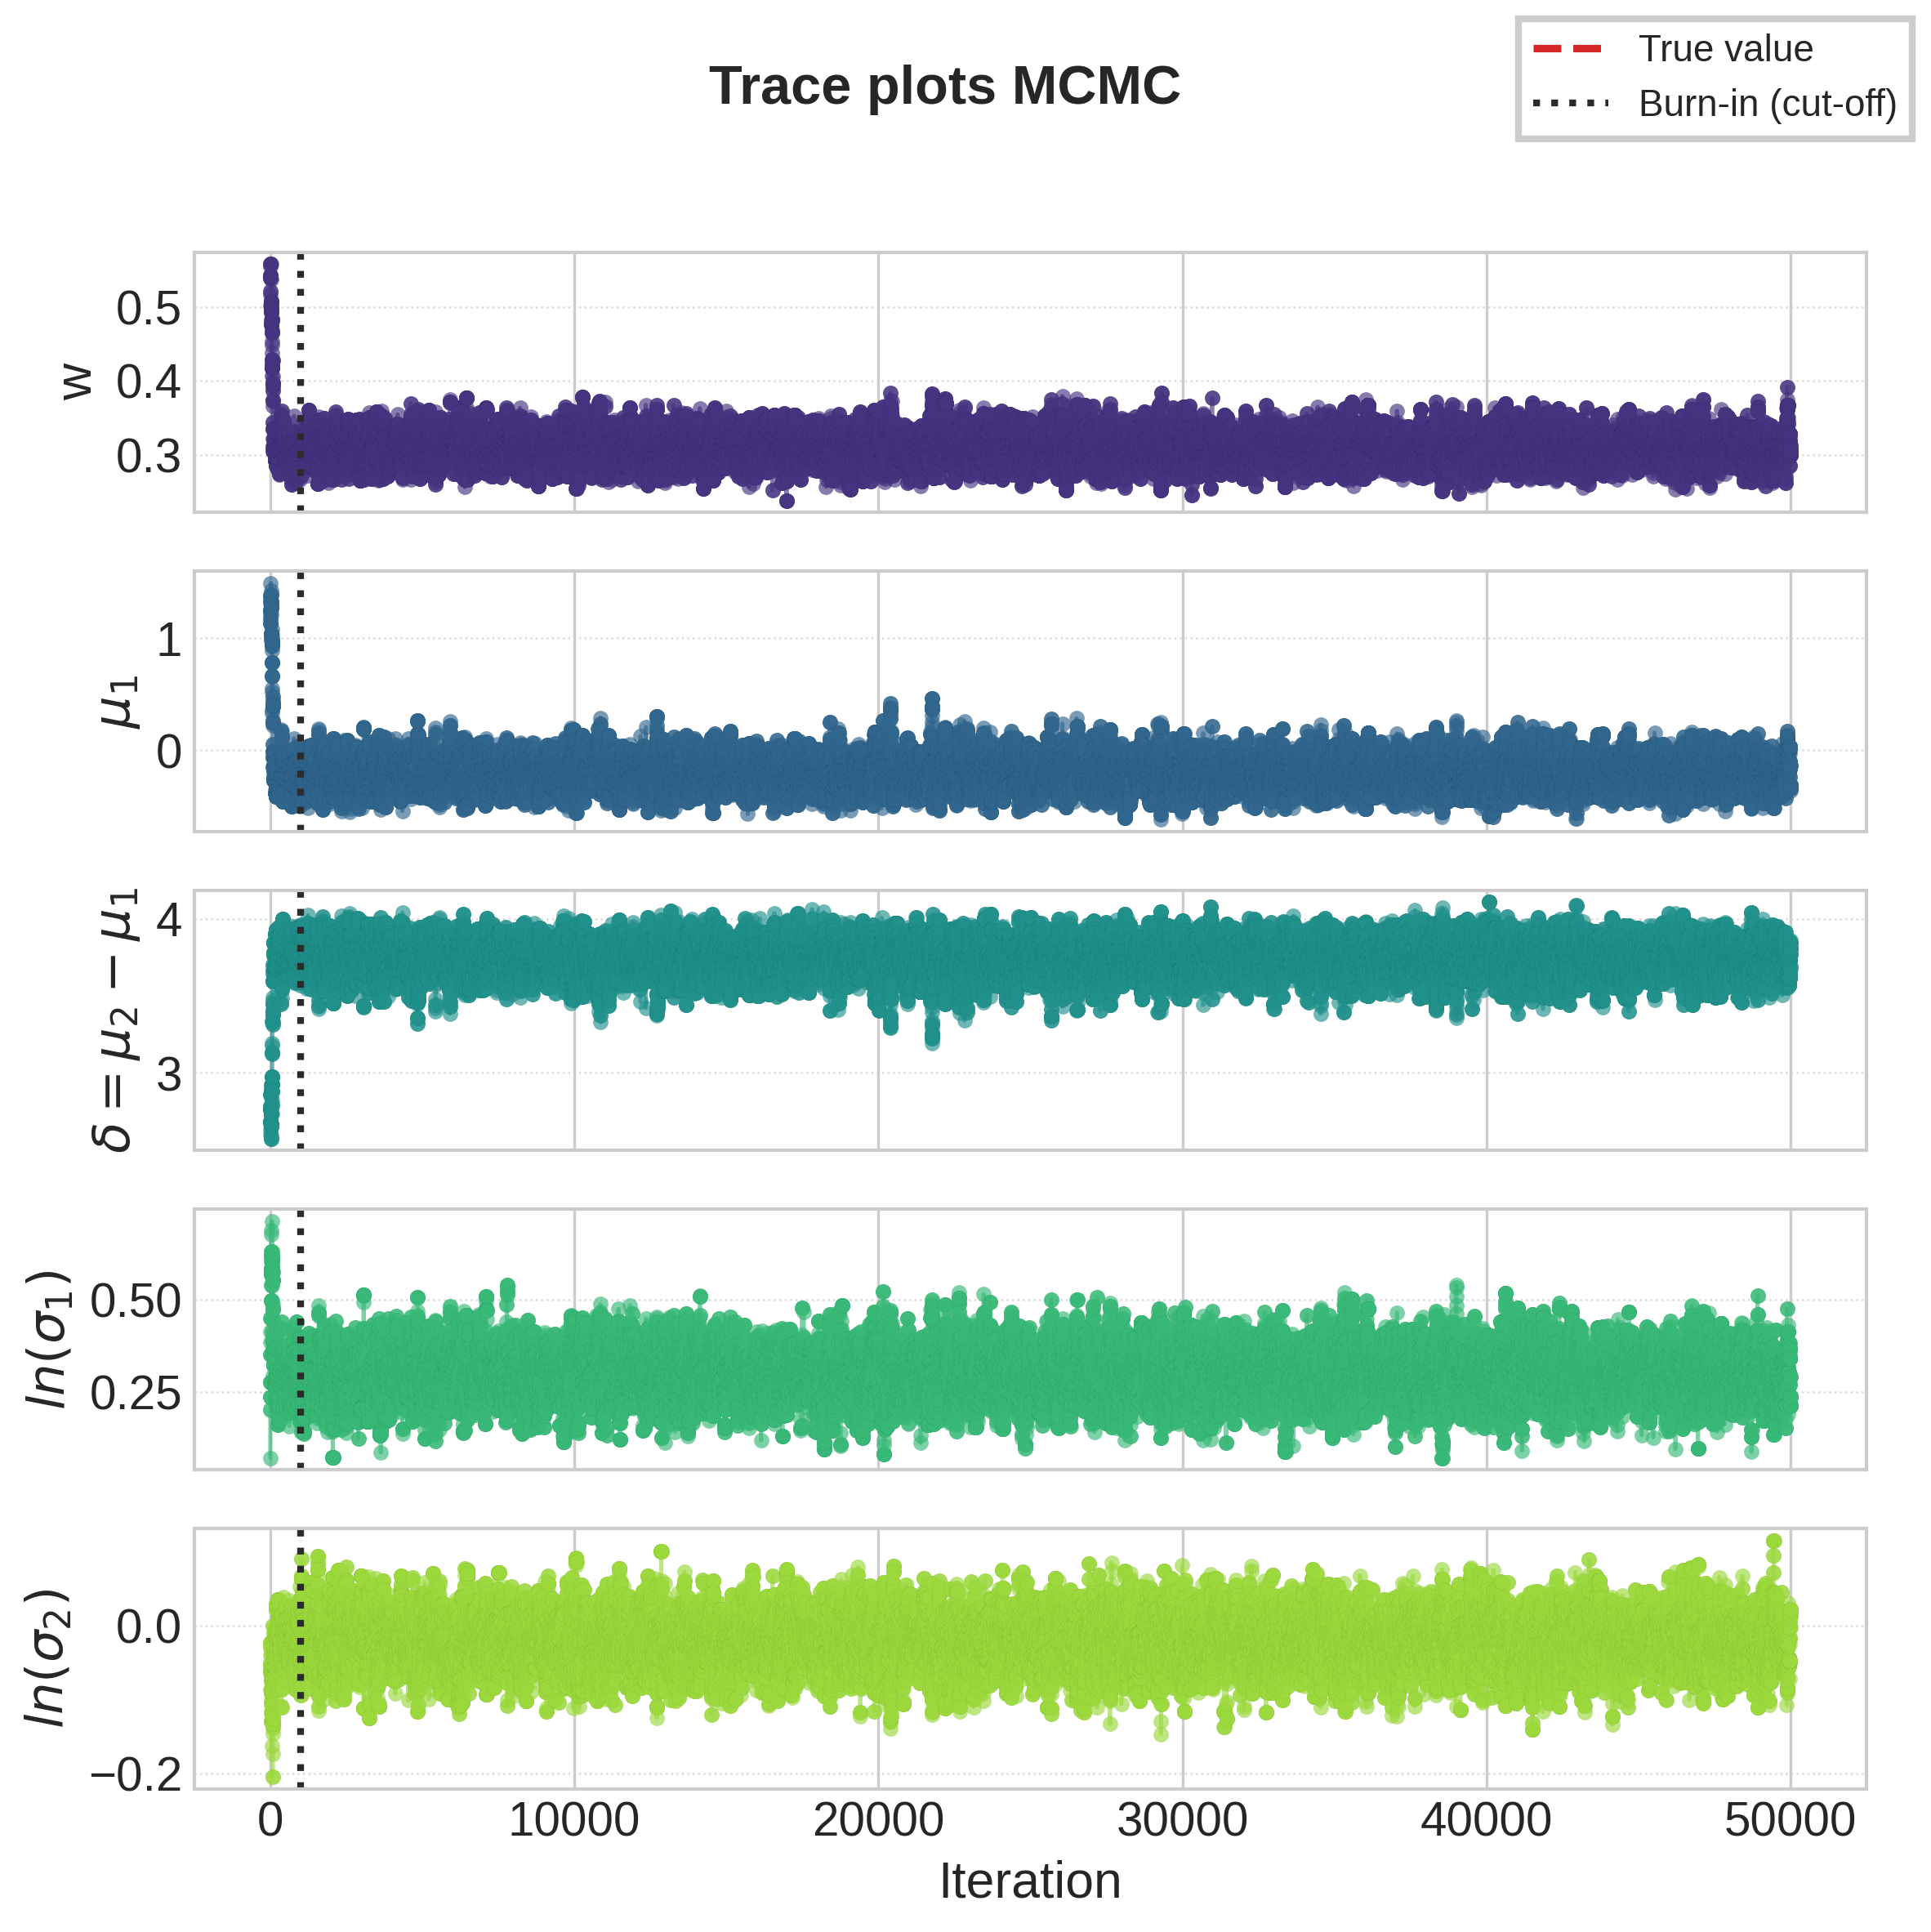 True value
Burn-in (cut-off)
Trace plots MCMC
0.5
0.4
0.3
w
1
0
μ₁
4
3
δ = μ₂ − μ₁
0.50
0.25
ln(σ₁)
0.0
−0.2
ln(σ₂)
0 10000 20000 30000 40000 50000
Iteration